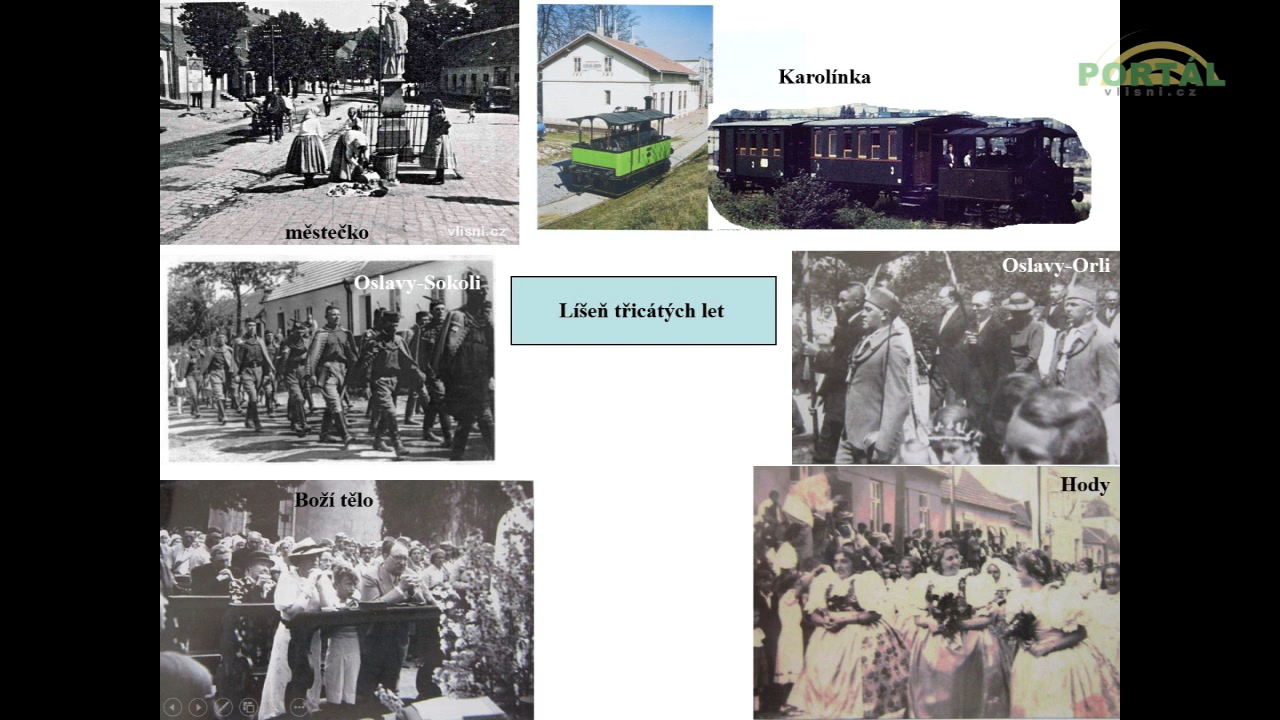 Karolínka
PORTÁL
vlisni.cz
městečko
vlisni.cz
Oslavy-Sokoli
Oslavy-Orli
Líšeň třicátých let
Boží tělo
Hody